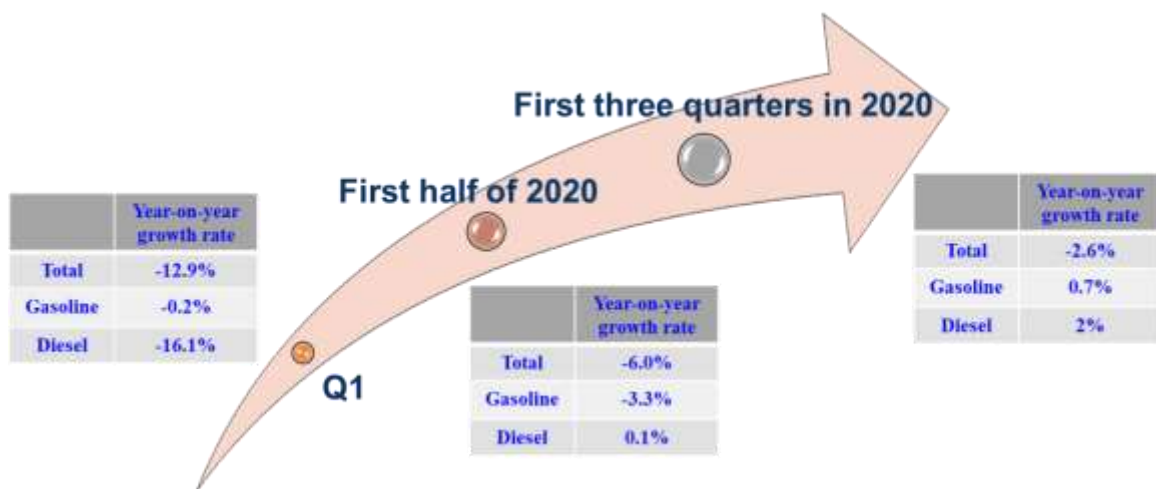 First three quarters in 2020
First half of 2020
Q1
Year-on-year
growth rate
Total -12.9%
Gasoline -0.2%
Diesel -16.1%
Year-on-year
growth rate
Total -6.0%
Gasoline -3.3%
Diesel 0.1%
Year-on-year
growth rate
Total -2.6%
Gasoline 0.7%
Diesel 2%